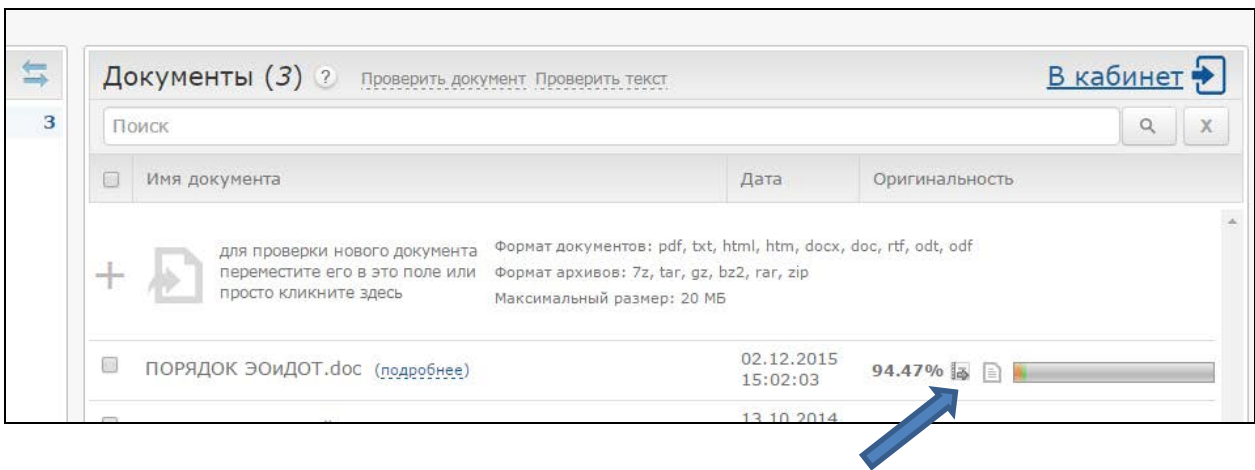 Документы (3) ? Проверить документ Проверить текст В кабинет
3
Поиск X
Имя документа Дата Оригинальность
для проверки нового документа
переместите его в это поле или
просто кликните здесь
Формат документов: pdf, txt, html, htm, docx, doc, rtf, odt, odf
Формат архивов: 7z, tar, gz, bz2, rar, zip
Максимальный размер: 20 МБ
ПОРЯДОК ЭОиДОТ.doc (подробнее) 02.12.2015
15:02:03 94.47%
13.10.2014